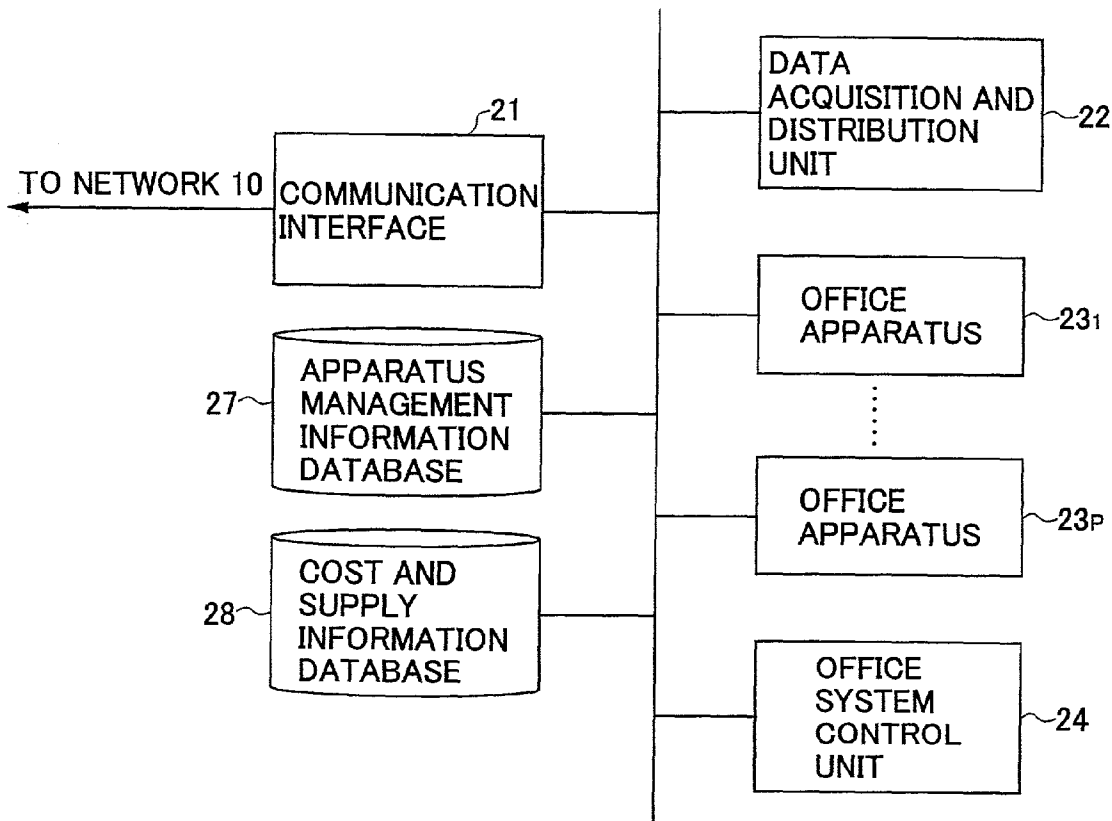 TO NETWORK 10
21
COMMUNICATION
INTERFACE
27
APPARATUS
MANAGEMENT
INFORMATION
DATABASE
28
COST AND
SUPPLY
INFORMATION
DATABASE
DATA
ACQUISITION AND
DISTRIBUTION
UNIT
22
OFFICE
APPARATUS
231
OFFICE
APPARATUS
23P
OFFICE
SYSTEM
CONTROL
UNIT
24